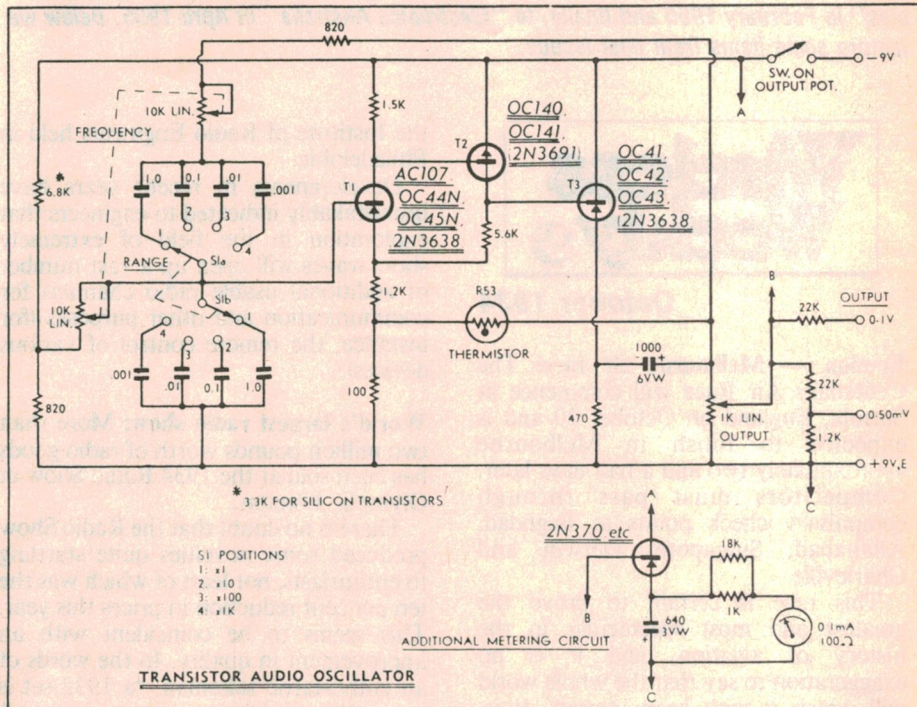 820
10K LIN.
FREQUENCY
1.0 0.1 .01 .001
* 6.8K
3
S1a
RANGE
S1b
10K LIN.
.001 .01 0.1 1.0
3
820
1.5K
T1
AC107
OC44N
OC45N
2N3638
T2
OC140
OC141
2N3691
5.6K
T3
OC41
OC42
OC43
2N3638
1.2K
R53
THERMISTOR
100
470
1000
6VW
1K LIN.
OUTPUT
SW. ON
OUTPUT POT.
–9V
A
B
22K
OUTPUT
0-1V
22K
0-50mV
1.2K
+9V,E
C
* 3.3K FOR SILICON TRANSISTORS
S1 POSITIONS
1: x1
2: x10
3: x100
4: x1K
2N370 etc
A
B
18K
1K
640
3VW
0-1mA
100Ω
C
ADDITIONAL METERING CIRCUIT
TRANSISTOR AUDIO OSCILLATOR